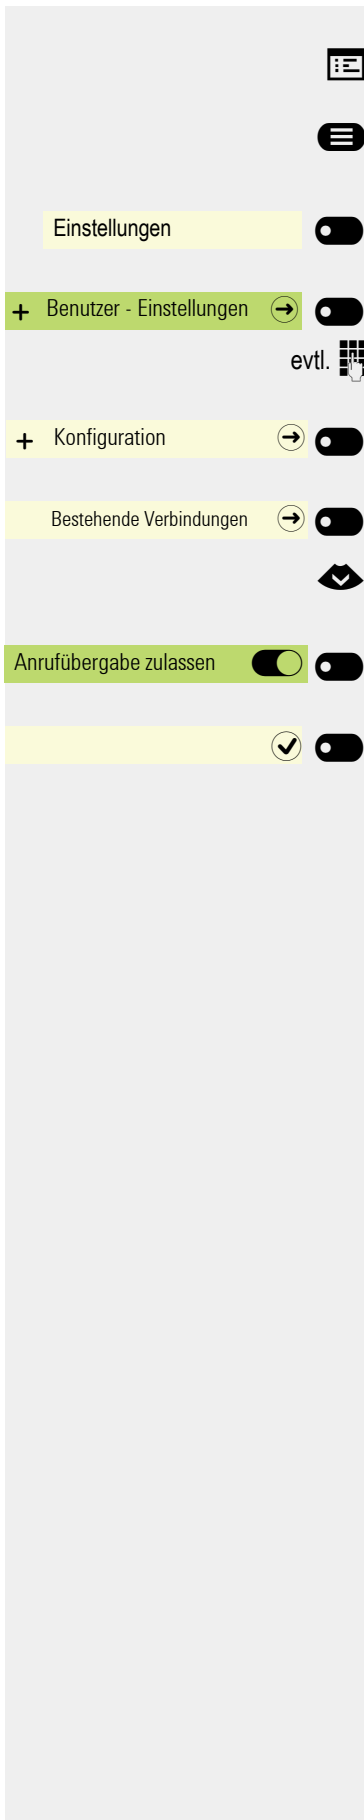 Einstellungen
+ Benutzer - Einstellungen
evtl.
+ Konfiguration
Bestehende Verbindungen
Anrufübergabe zulassen